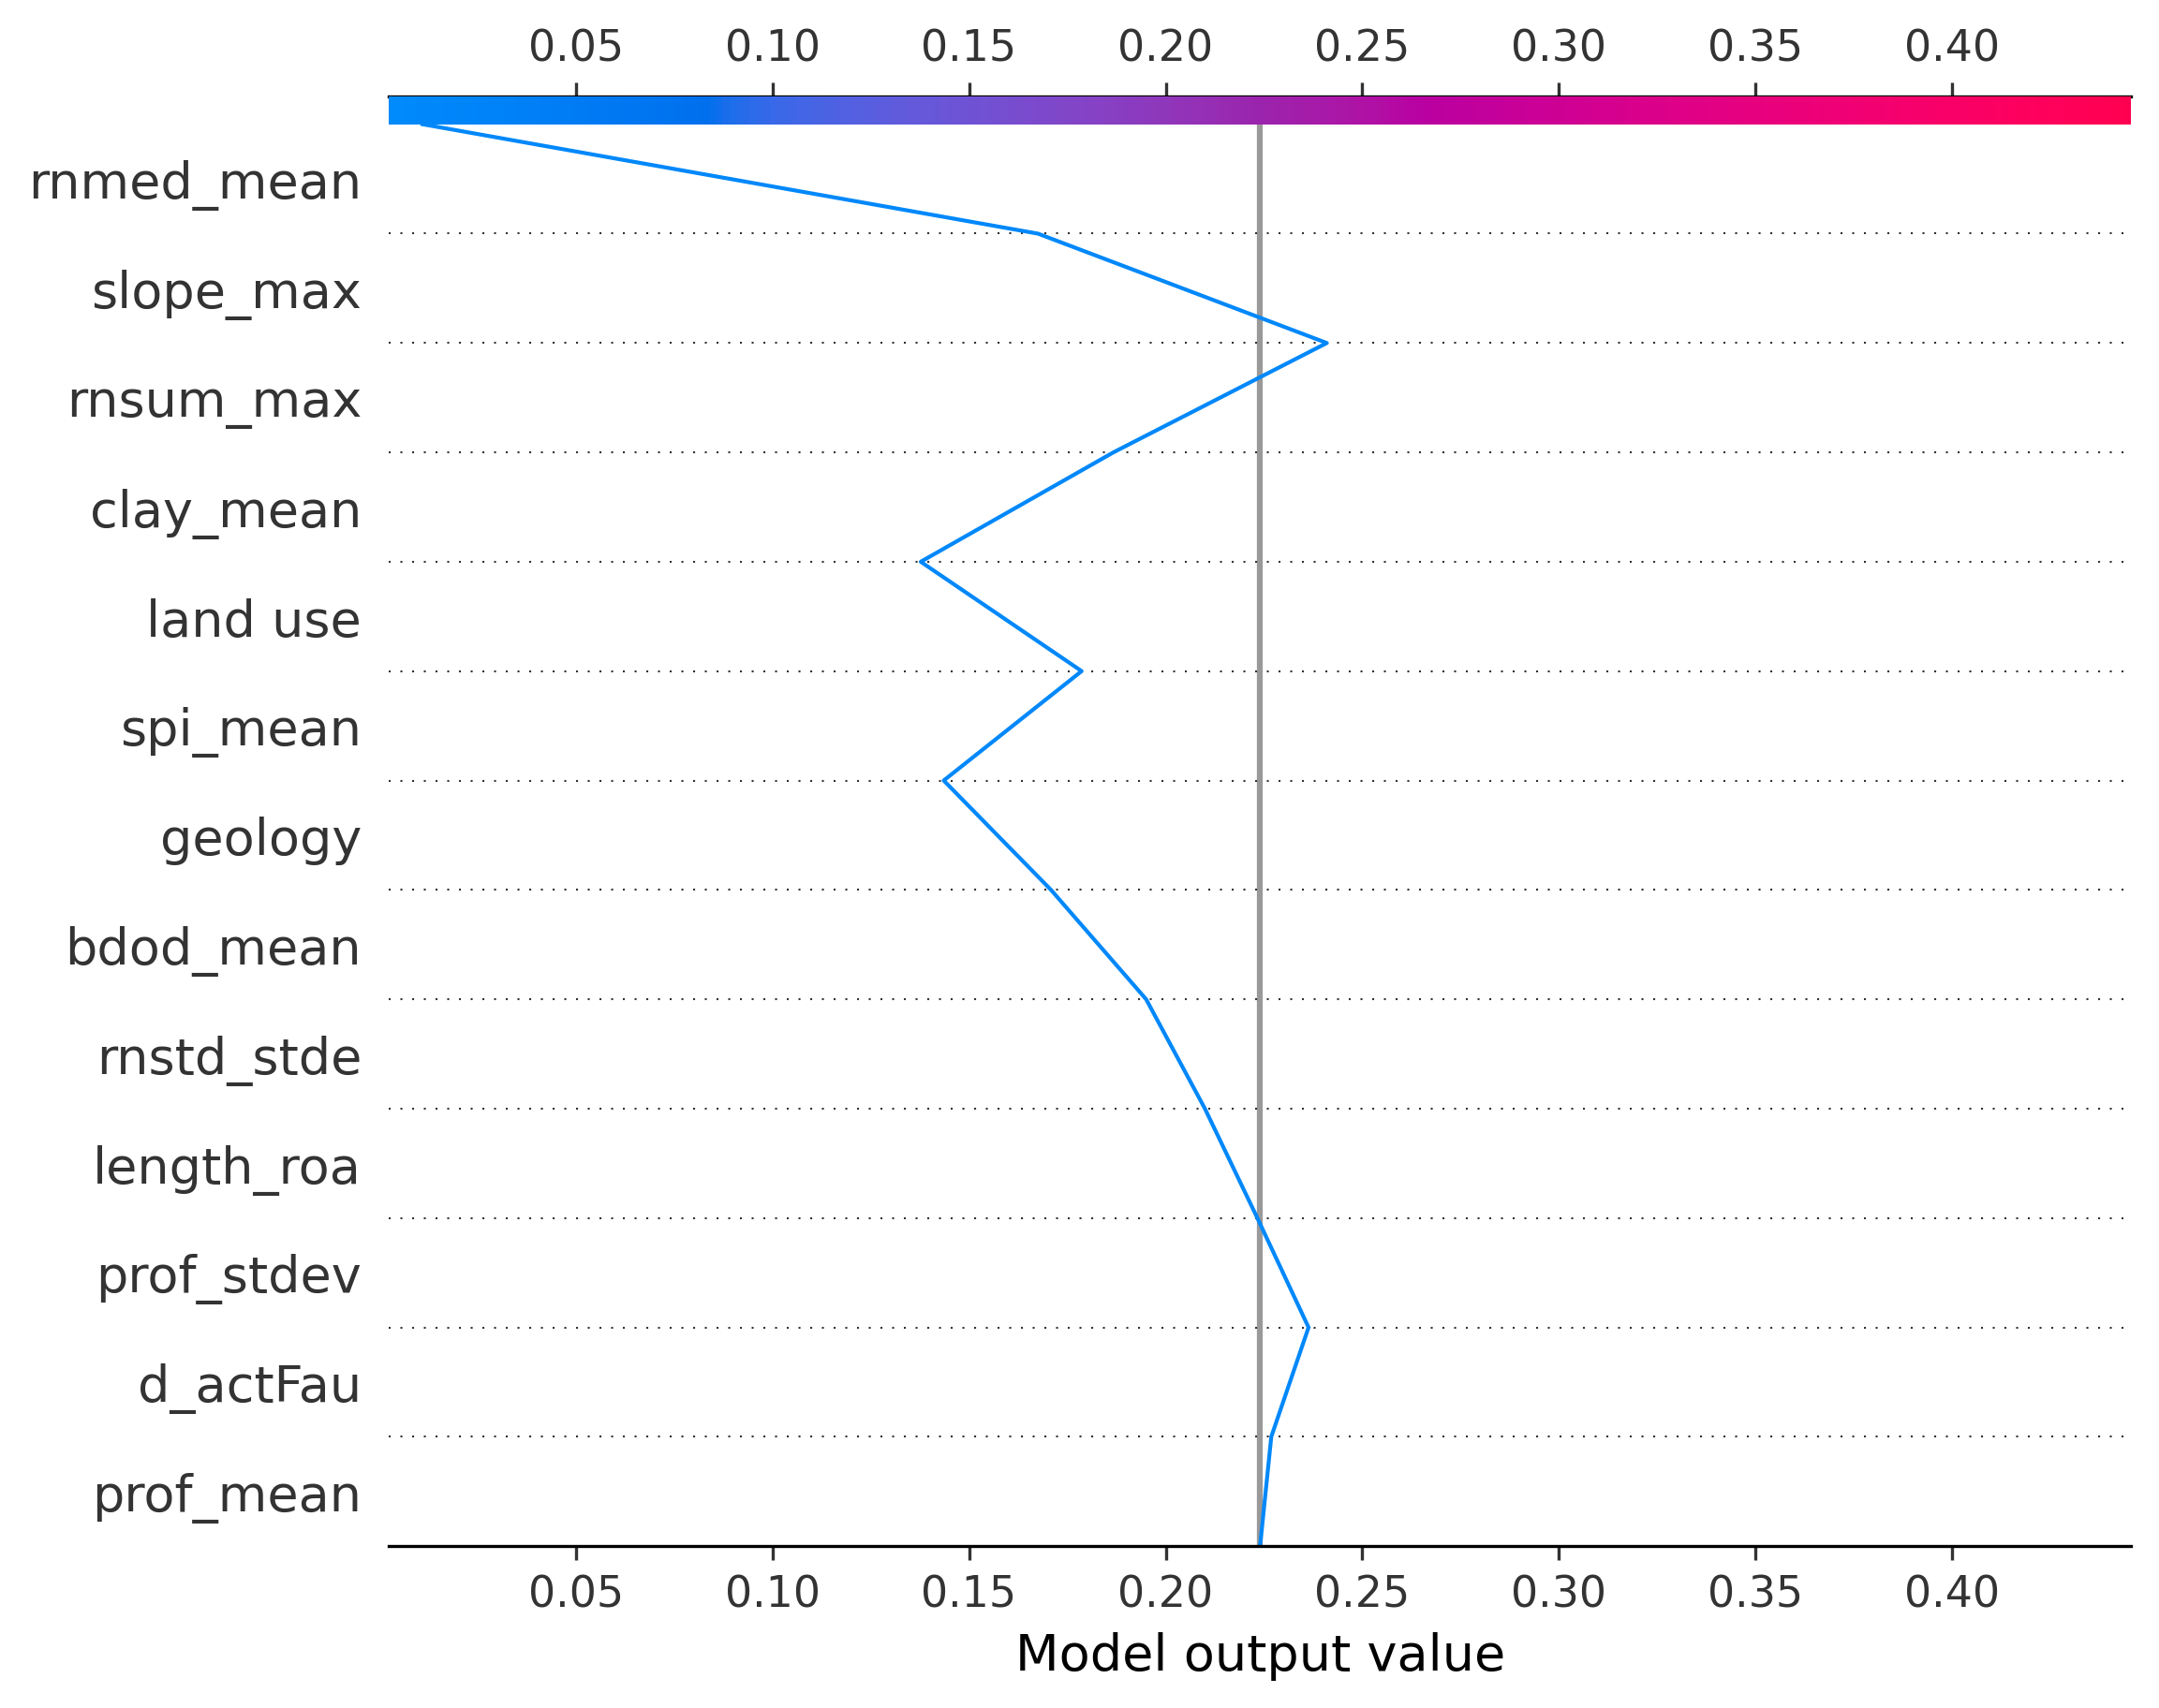 0.05 0.10 0.15 0.20 0.25 0.30 0.35 0.40
rnmed_mean
slope_max
rnsum_max
clay_mean
land use
spi_mean
geology
bdod_mean
rnstd_stde
length_roa
prof_stdev
d_actFau
prof_mean
0.05 0.10 0.15 0.20 0.25 0.30 0.35 0.40
Model output value